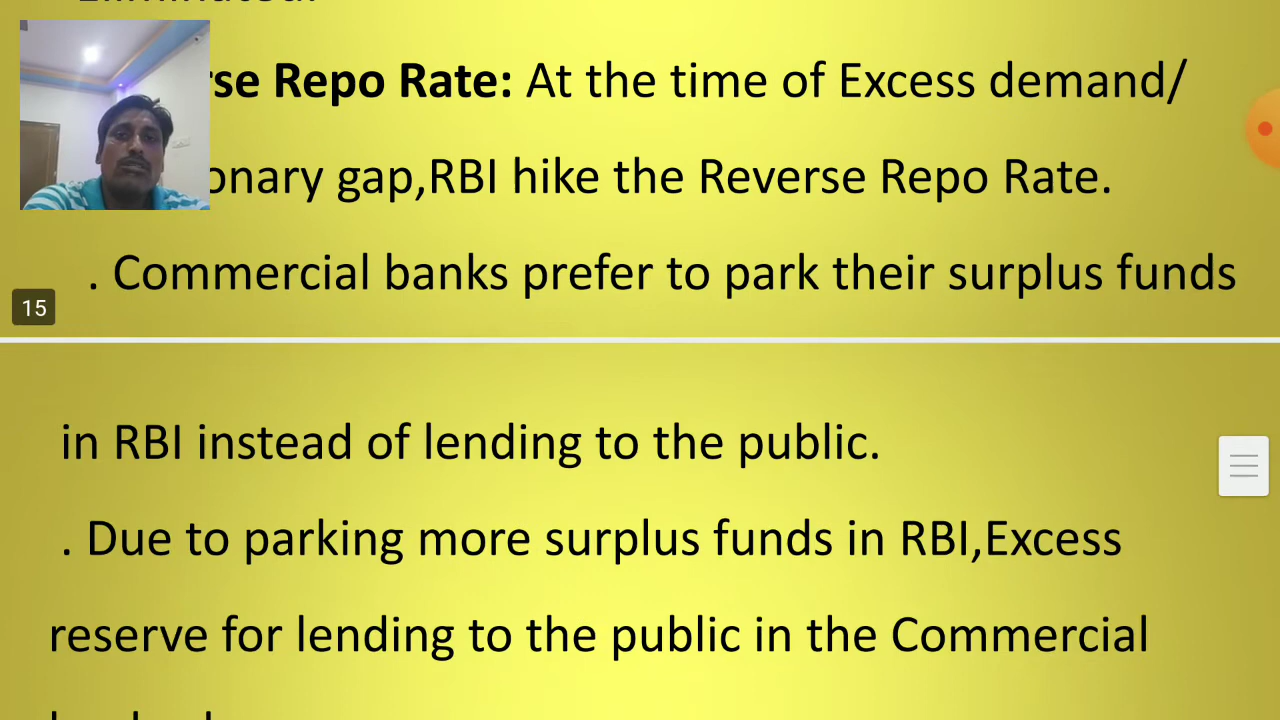 rse Repo Rate: At the time of Excess demand/
onary gap,RBI hike the Reverse Repo Rate.
. Commercial banks prefer to park their surplus funds
15
in RBI instead of lending to the public.
. Due to parking more surplus funds in RBI,Excess
reserve for lending to the public in the Commercial